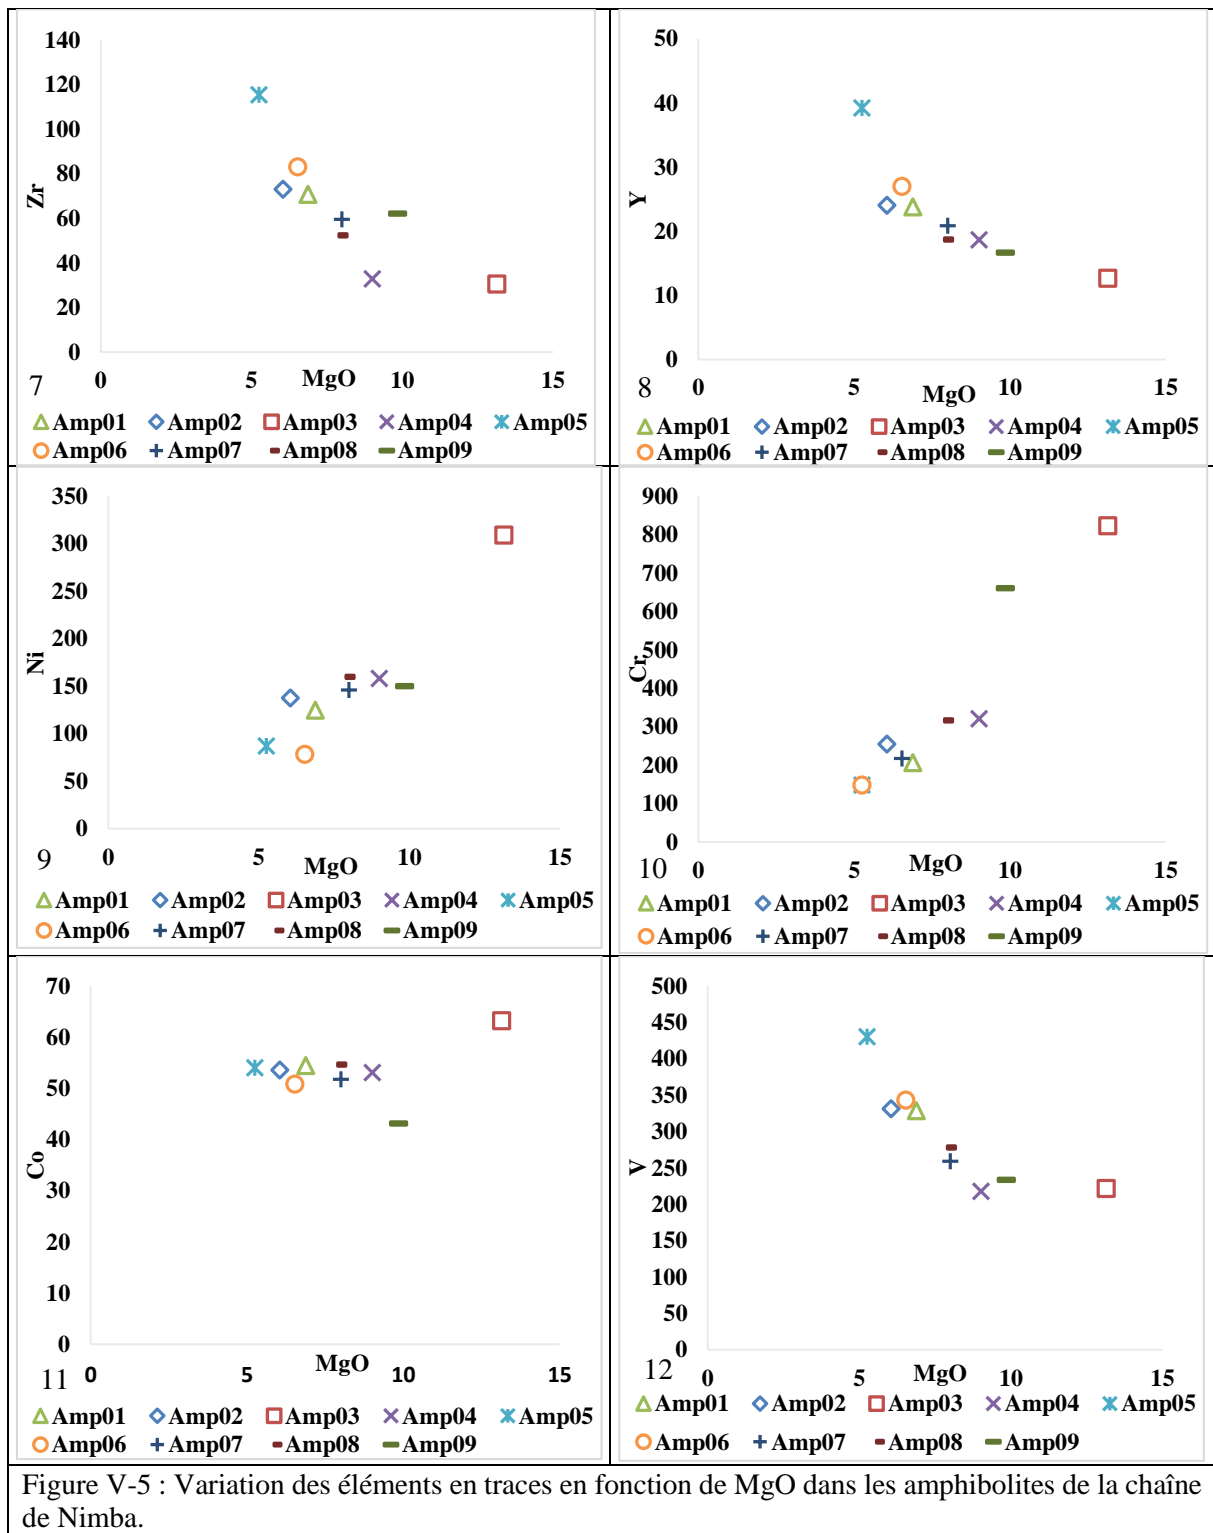 140
120
100
80
60
40
20
0
Zr
0 5 10 15
MgO
7
Amp01 Amp02 Amp03 Amp04 Amp05
Amp06 Amp07 Amp08 Amp09
50
40
30
20
10
0
Y
0 5 10 15
MgO
8
Amp01 Amp02 Amp03 Amp04 Amp05
Amp06 Amp07 Amp08 Amp09
350
300
250
200
150
100
50
0
Ni
0 5 10 15
MgO
9
Amp01 Amp02 Amp03 Amp04 Amp05
Amp06 Amp07 Amp08 Amp09
900
800
700
600
500
400
300
200
100
0
Cr
0 5 10 15
MgO
10
Amp01 Amp02 Amp03 Amp04 Amp05
Amp06 Amp07 Amp08 Amp09
70
60
50
40
30
20
10
0
Co
0 5 10 15
MgO
11
Amp01 Amp02 Amp03 Amp04 Amp05
Amp06 Amp07 Amp08 Amp09
500
450
400
350
300
250
200
150
100
50
0
V
0 5 10 15
MgO
12
Amp01 Amp02 Amp03 Amp04 Amp05
Amp06 Amp07 Amp08 Amp09
Figure V-5 : Variation des éléments en traces en fonction de MgO dans les amphibolites de la chaîne
de Nimba.